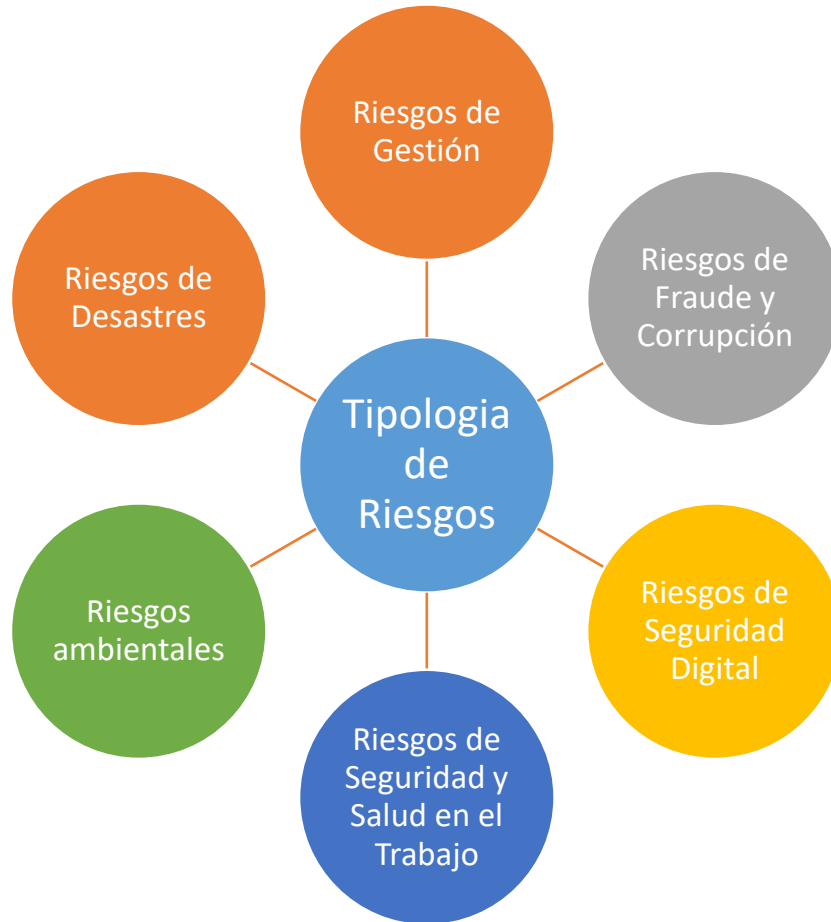 Riesgos de
Gestión
Riesgos de
Fraude y
Corrupción
Riesgos de
Seguridad
Digital
Riesgos de
Seguridad y
Salud en el
Trabajo
Riesgos
ambientales
Riesgos de
Desastres
Tipologia
de
Riesgos